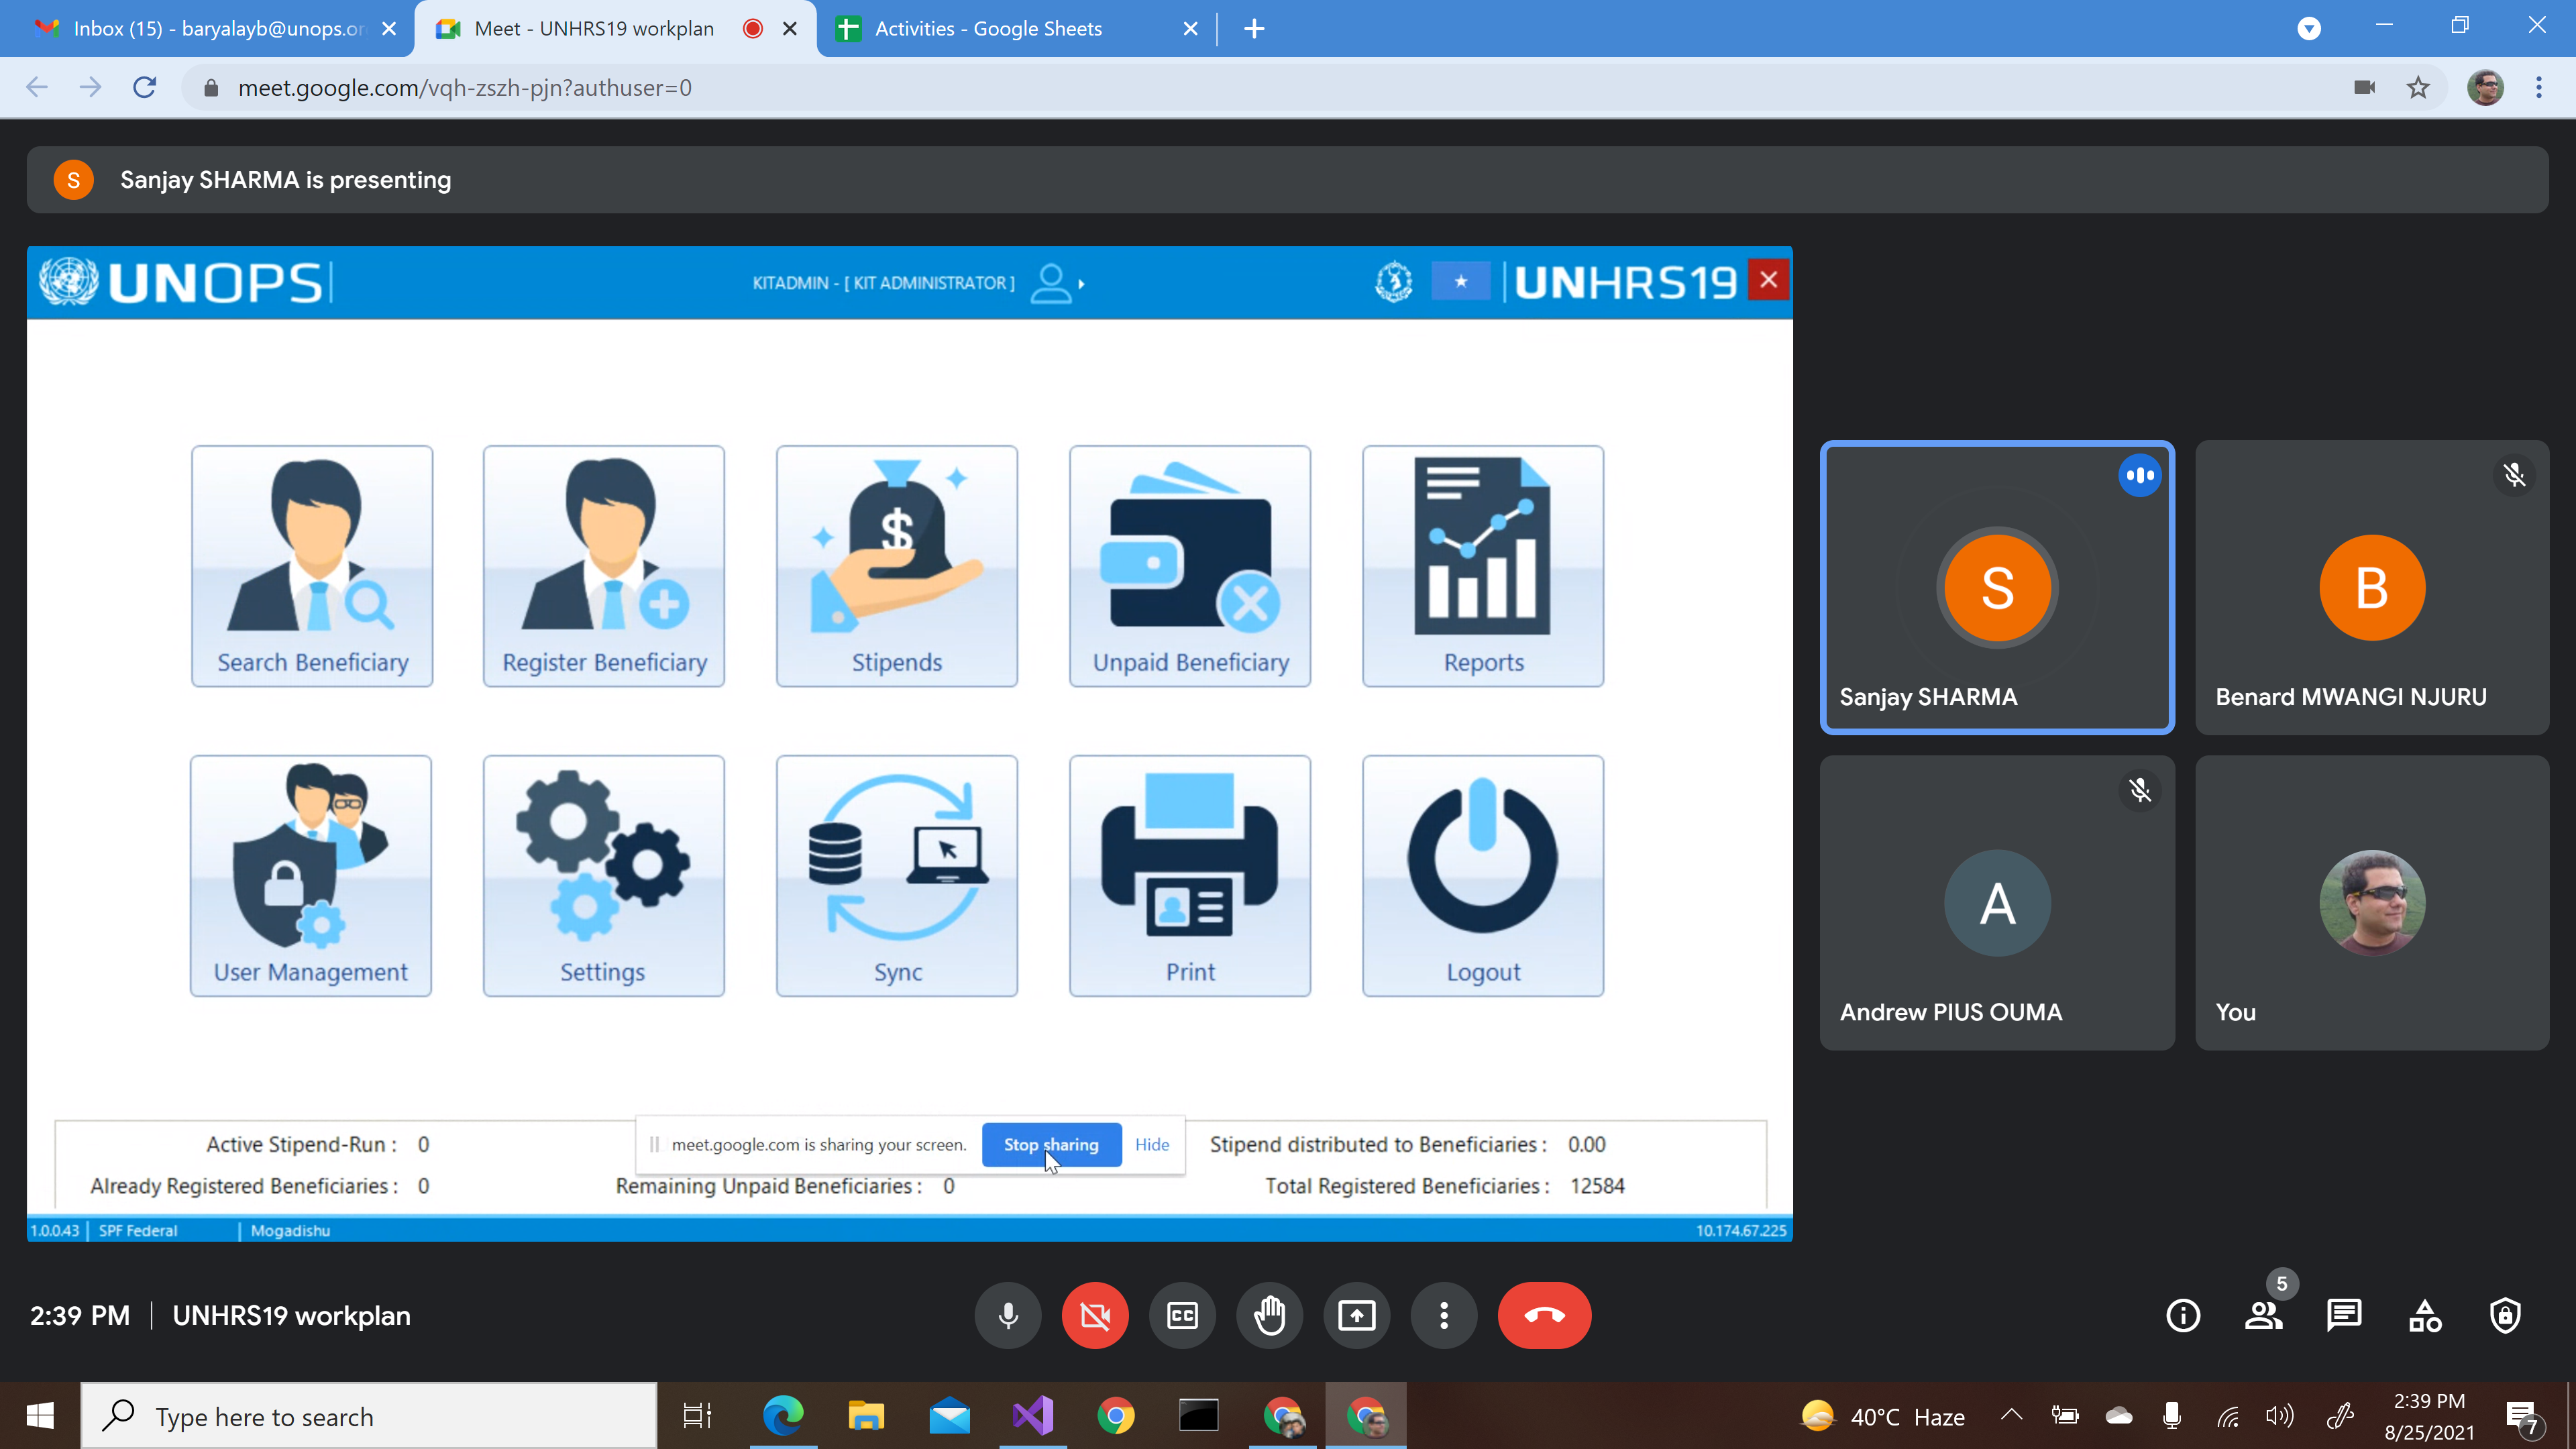 Inbox (15) - baryalayb@unops.or
Meet - UNHRS19 workplan
Activities - Google Sheets
meet.google.com/vqh-zszh-pjn?authuser=0
S Sanjay SHARMA is presenting
UNOPS
KITADMIN - [ KIT ADMINISTRATOR ]
UNHRS19
$
Search Beneficiary
Register Beneficiary
Stipends
Unpaid Beneficiary
Reports
User Management
Settings
Sync
Print
Logout
S
Sanjay SHARMA
B
Benard MWANGI NJURU
A
Andrew PIUS OUMA
You
Active Stipend-Run : 0
meet.google.com is sharing your screen. Stop sharing Hide
Stipend distributed to Beneficiaries : 0.00
Already Registered Beneficiaries : 0
Remaining Unpaid Beneficiaries : 0
Total Registered Beneficiaries : 12584
1.0.0.43 | SPF Federal | Mogadishu
10.174.67.225
2:39 PM | UNHRS19 workplan
CC
5
Type here to search
40°C Haze
2:39 PM
8/25/2021
7